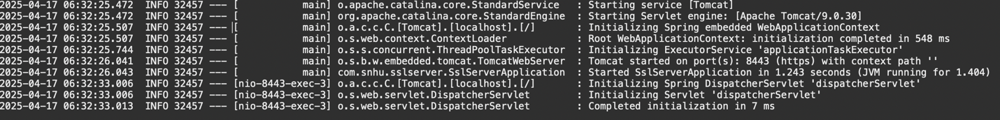 2025-04-17 06:32:25.472  INFO 32457 --- [           main] o.apache.catalina.core.StandardService   : Starting service [Tomcat]
2025-04-17 06:32:25.472  INFO 32457 --- [           main] org.apache.catalina.core.StandardEngine  : Starting Servlet engine: [Apache Tomcat/9.0.30]
2025-04-17 06:32:25.507  INFO 32457 --- [           main] o.a.c.c.C.[Tomcat].[localhost].[/]       : Initializing Spring embedded WebApplicationContext
2025-04-17 06:32:25.507  INFO 32457 --- [           main] o.s.web.context.ContextLoader            : Root WebApplicationContext: initialization completed in 548 ms
2025-04-17 06:32:25.744  INFO 32457 --- [           main] o.s.s.concurrent.ThreadPoolTaskExecutor  : Initializing ExecutorService 'applicationTaskExecutor'
2025-04-17 06:32:26.041  INFO 32457 --- [           main] o.s.b.w.embedded.tomcat.TomcatWebServer  : Tomcat started on port(s): 8443 (https) with context path ''
2025-04-17 06:32:26.043  INFO 32457 --- [           main] com.snhu.sslserver.SslServerApplication  : Started SslServerApplication in 1.243 seconds (JVM running for 1.404)
2025-04-17 06:32:33.006  INFO 32457 --- [nio-8443-exec-3] o.a.c.c.C.[Tomcat].[localhost].[/]       : Initializing Spring DispatcherServlet 'dispatcherServlet'
2025-04-17 06:32:33.006  INFO 32457 --- [nio-8443-exec-3] o.s.web.servlet.DispatcherServlet        : Initializing Servlet 'dispatcherServlet'
2025-04-17 06:32:33.013  INFO 32457 --- [nio-8443-exec-3] o.s.web.servlet.DispatcherServlet        : Completed initialization in 7 ms